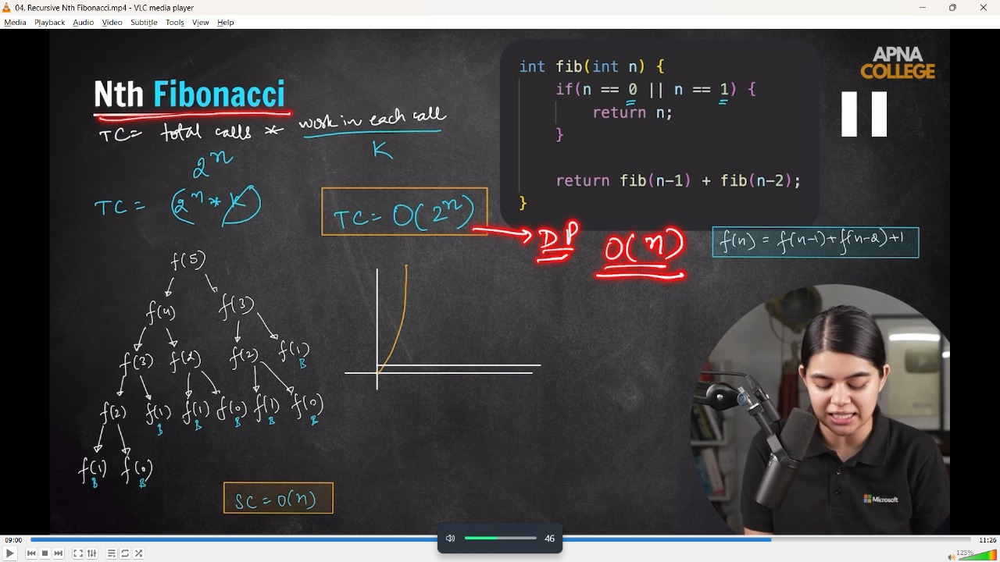 04. Recursive Nth Fibonacci.mp4 - VLC media player
Media Playback Audio Video Subtitle Tools View Help
Nth Fibonacci
TC = total calls * work in each call
2^n K
TC = (2^n * K)
TC = O(2^n)
DP
O(n)
int fib(int n) {
if(n == 0 || n == 1) {
return n;
}
return fib(n-1) + fib(n-2);
}
APNA
COLLEGE
f(n) = f(n-1)+f(n-2)+1
f(5)
f(4) f(3)
f(3) f(2) f(2) f(1)
B
f(2) f(1) f(1) f(0) f(1) f(0)
B B B B B
f(1) f(0)
B B
SC = O(n)
Microsoft
09:00
46
11:26
125%